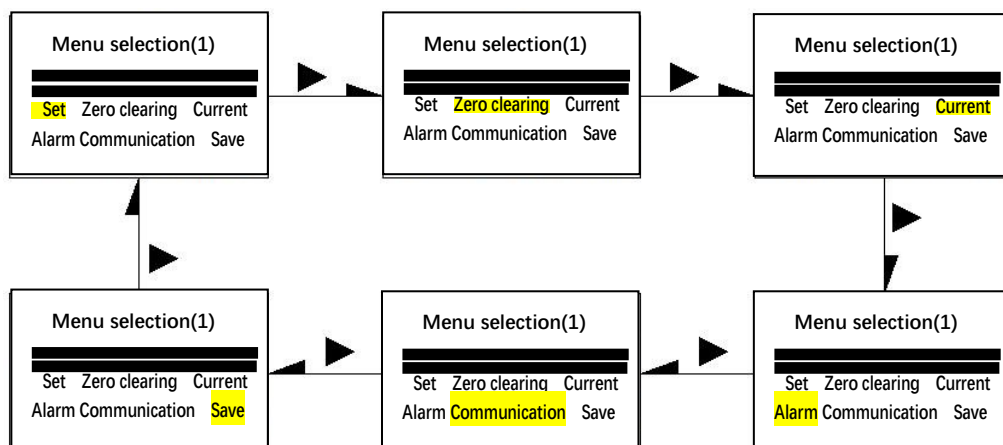 Menu selection(1)
Set Zero clearing Current
Alarm Communication Save
Menu selection(1)
Set Zero clearing Current
Alarm Communication Save
Menu selection(1)
Set Zero clearing Current
Alarm Communication Save
Menu selection(1)
Set Zero clearing Current
Alarm Communication Save
Menu selection(1)
Set Zero clearing Current
Alarm Communication Save
Menu selection(1)
Set Zero clearing Current
Alarm Communication Save